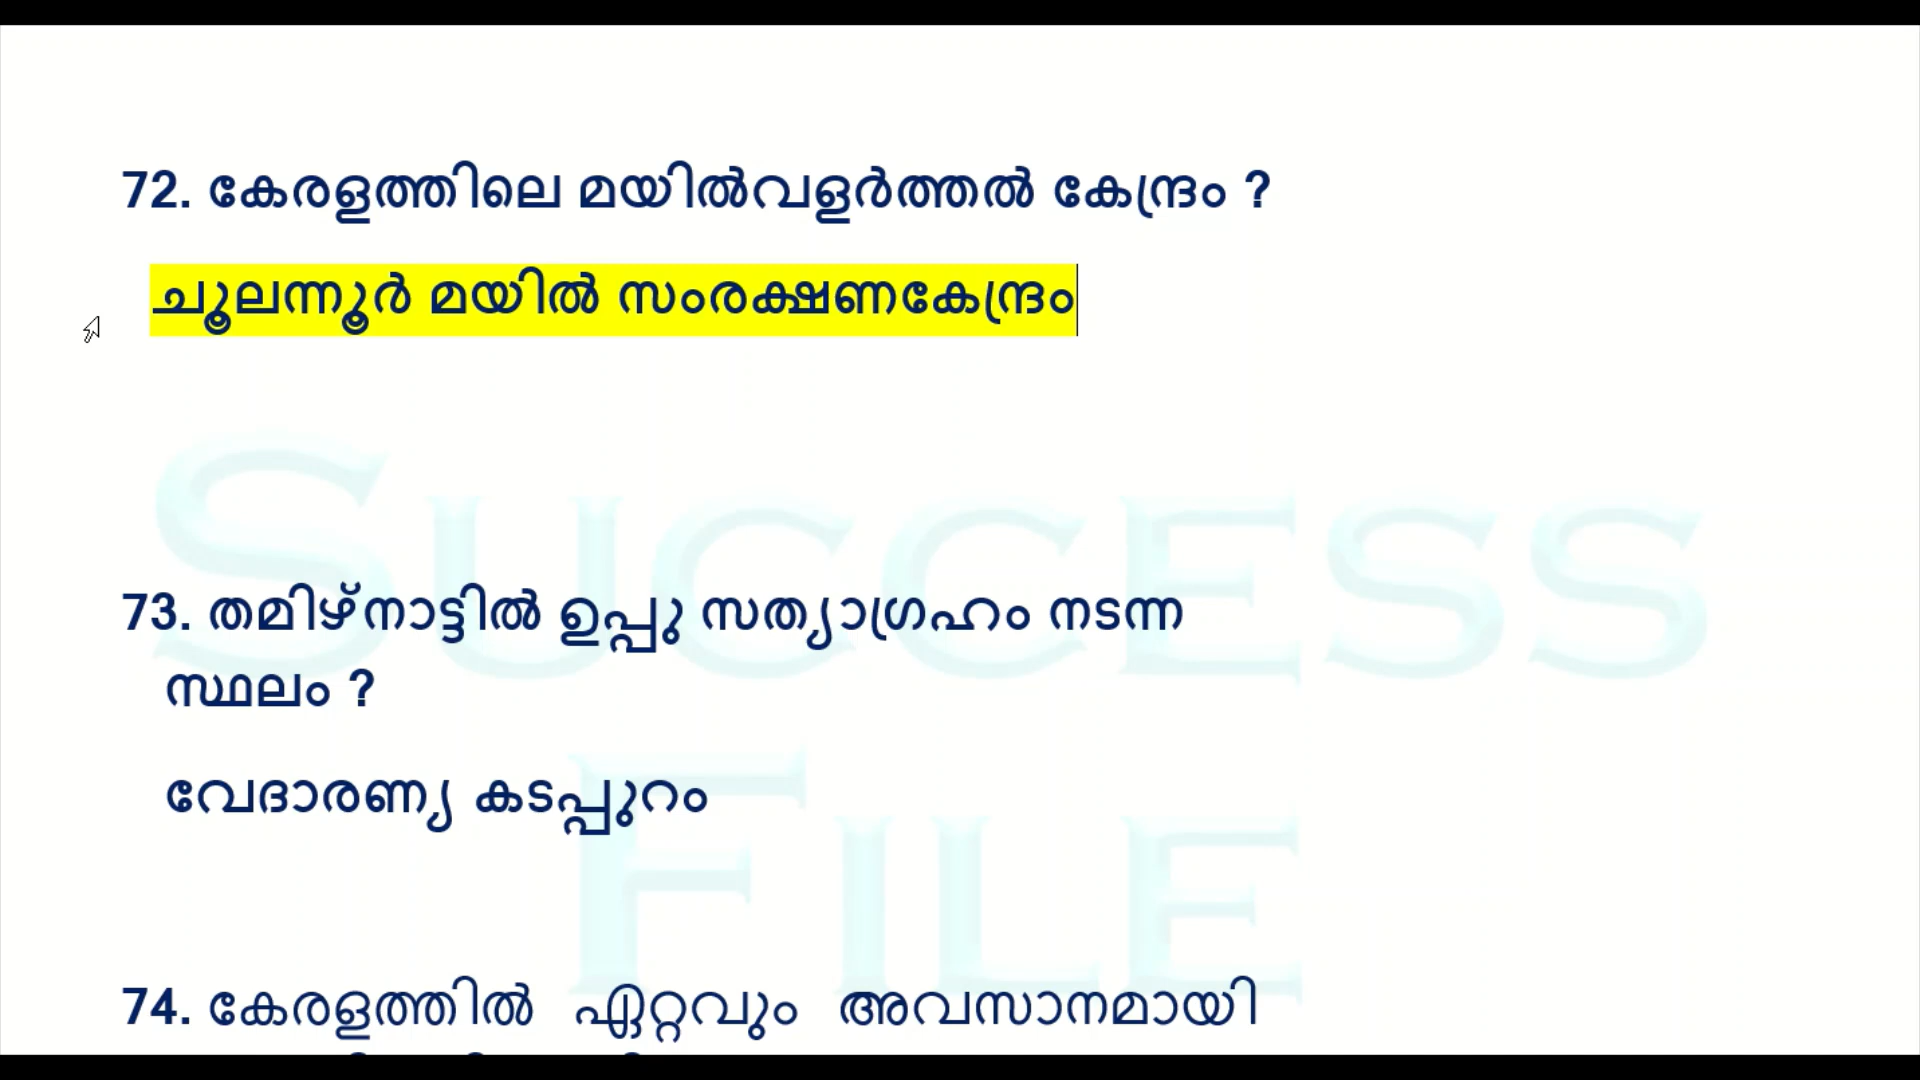 72. കേരളത്തിലെ മയിൽവളർത്തൽ കേന്ദ്രം ?
ചൂലന്നൂർ മയിൽ സംരക്ഷണകേന്ദ്രം
SUCCESS
73. തമിഴ്നാട്ടിൽ ഉപ്പു സത്യാഗ്രഹം നടന്ന
സ്ഥലം ?
വേദാരണ്യ കടപ്പുറം
FILE
74. കേരളത്തിൽ ഏറ്റവും അവസാനമായി